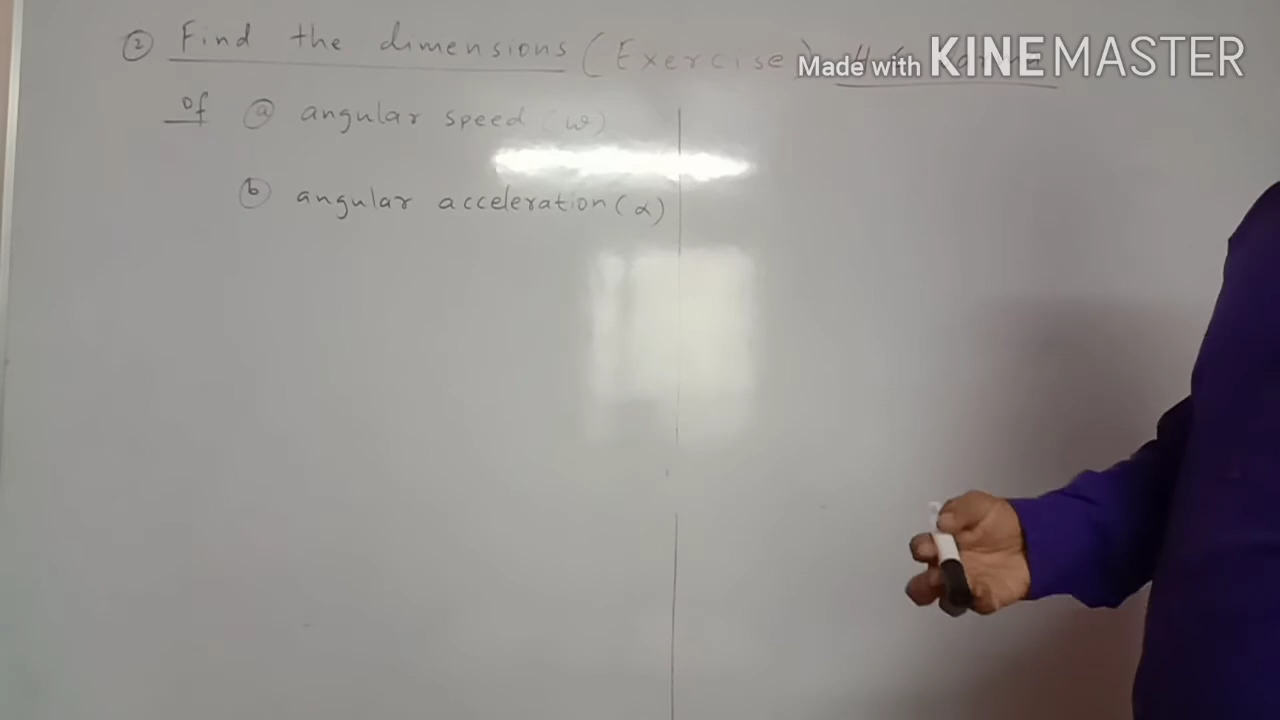 ② Find the dimensions (Exercise)
Made with KINEMASTER
of ⓐ angular speed (ω)
ⓑ angular acceleration (α)